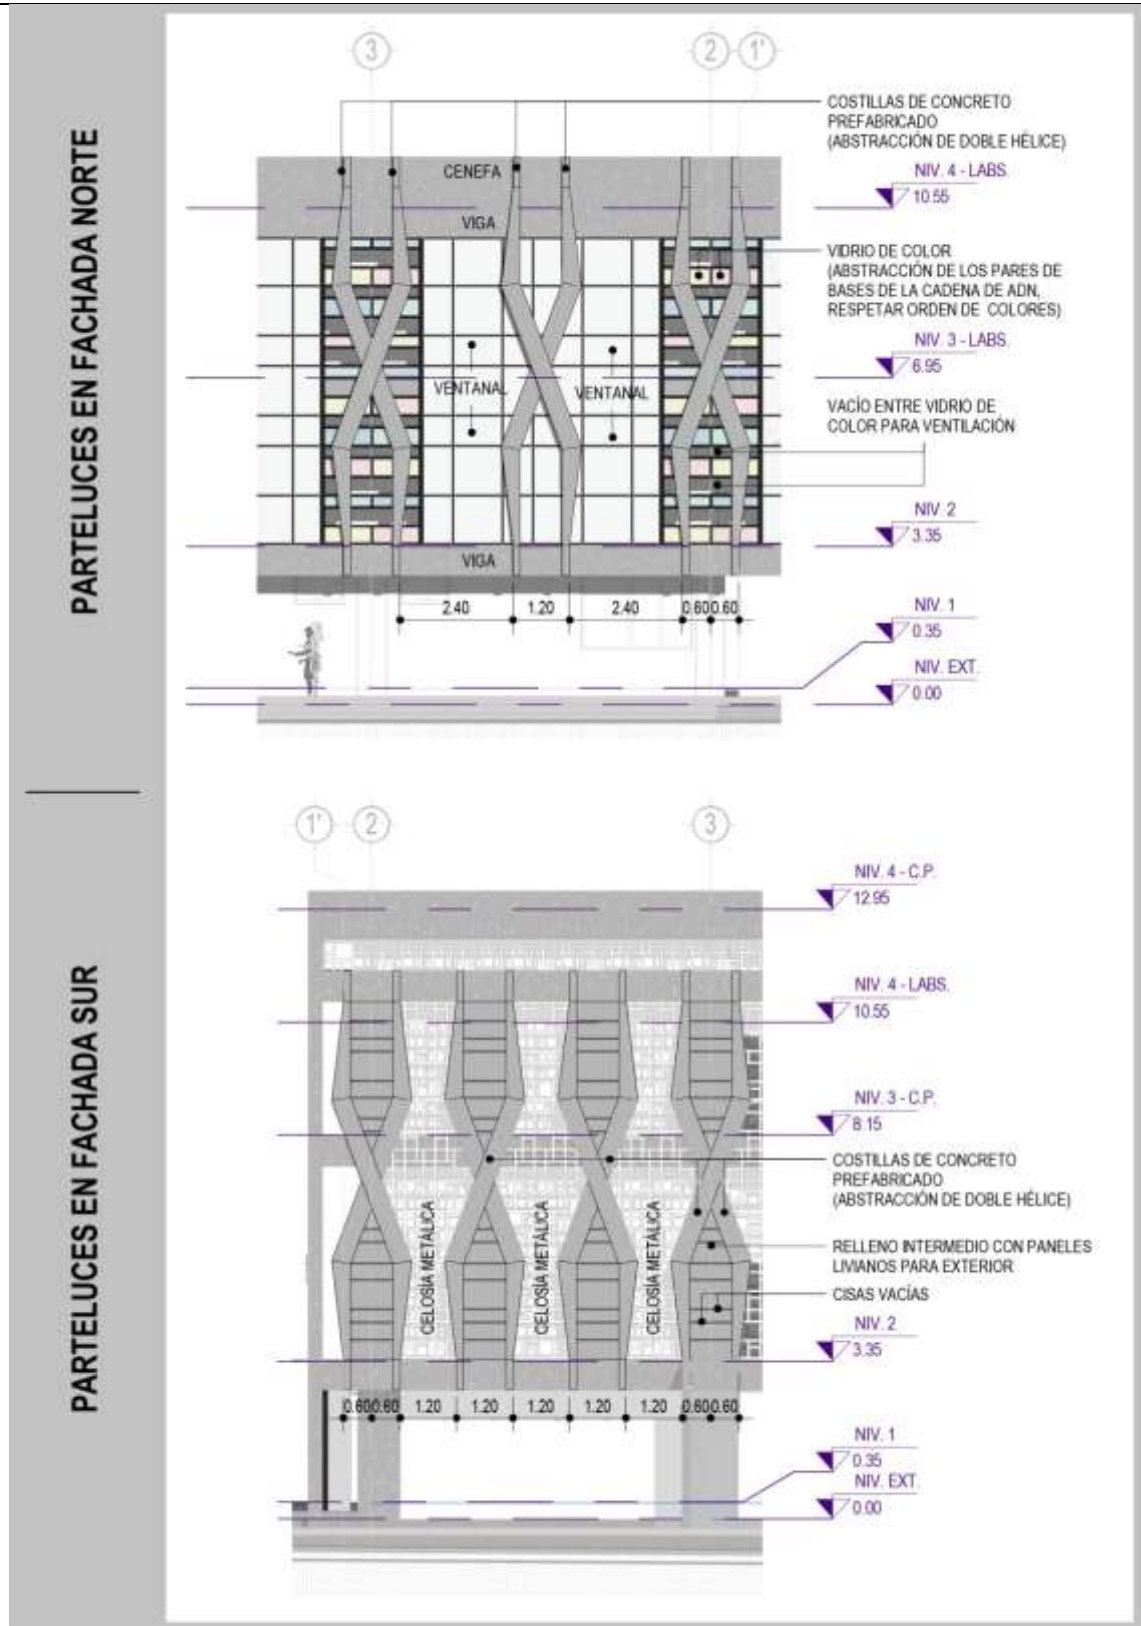 PARTELUCES EN FACHADA NORTE
3
2
1'
COSTILLAS DE CONCRETO
PREFABRICADO
(ABSTRACCIÓN DE DOBLE HÉLICE)
CENEFA
NIV. 4 - LABS.
10.55
VIGA
VIDRIO DE COLOR
(ABSTRACCIÓN DE LOS PARES DE
BASES DE LA CADENA DE ADN,
RESPETAR ORDEN DE COLORES)
NIV. 3 - LABS.
6.95
VENTANAL
VENTANAL
VACÍO ENTRE VIDRIO DE
COLOR PARA VENTILACIÓN
NIV. 2
3.35
VIGA
2.40
1.20
2.40
0.60
0.60
NIV. 1
0.35
NIV. EXT.
0.00
PARTELUCES EN FACHADA SUR
1'
2
3
NIV. 4 - C.P.
12.95
NIV. 4 - LABS.
10.55
NIV. 3 - C.P.
8.15
COSTILLAS DE CONCRETO
PREFABRICADO
(ABSTRACCIÓN DE DOBLE HÉLICE)
CELOSÍA METÁLICA
CELOSÍA METÁLICA
CELOSÍA METÁLICA
RELLENO INTERMEDIO CON PANELES
LIVIANOS PARA EXTERIOR
CISAS VACÍAS
NIV. 2
3.35
0.60
0.60
1.20
1.20
1.20
1.20
1.20
0.60
0.60
NIV. 1
0.35
NIV. EXT.
0.00